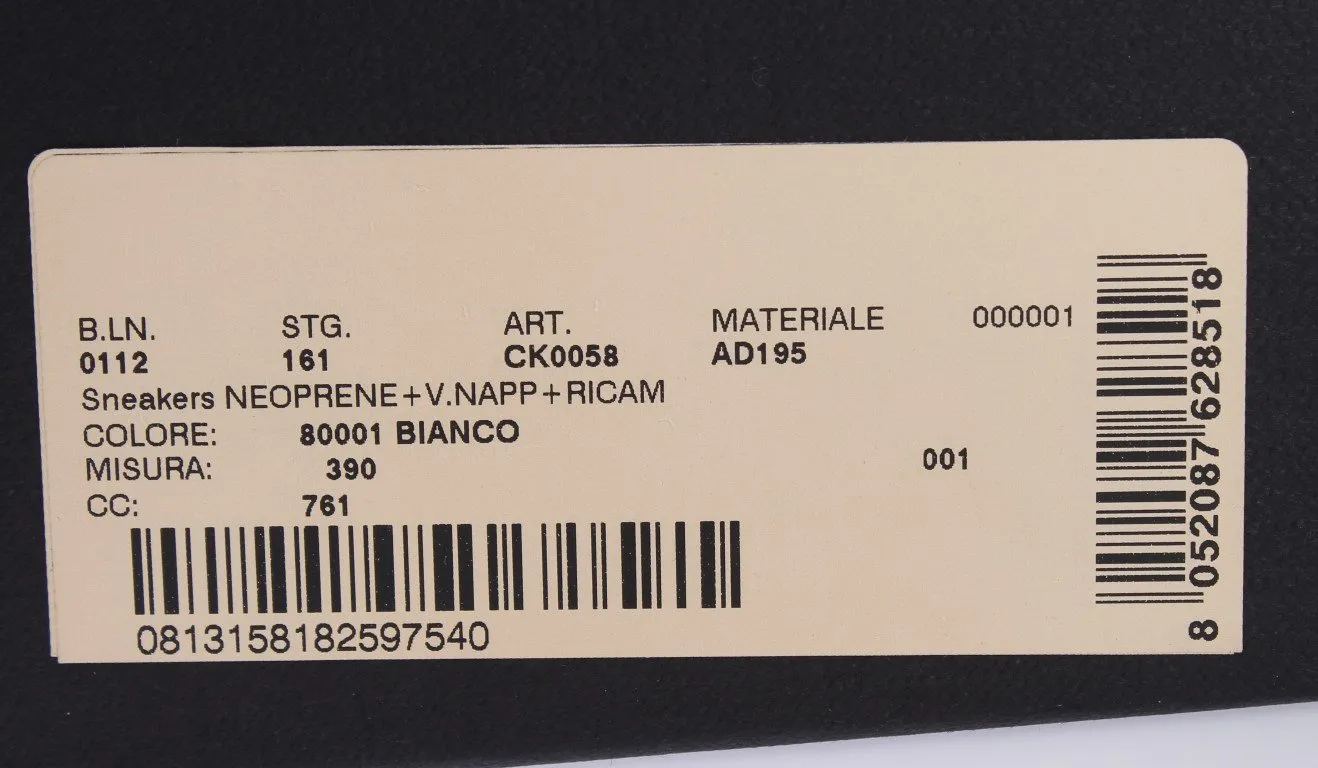 B.LN. STG. ART. MATERIALE 000001
0112 161 CK0058 AD195
Sneakers NEOPRENE+V.NAPP+RICAM
COLORE: 80001 BIANCO
MISURA: 390 001
CC: 761
0813158182597540
8 052087 628518